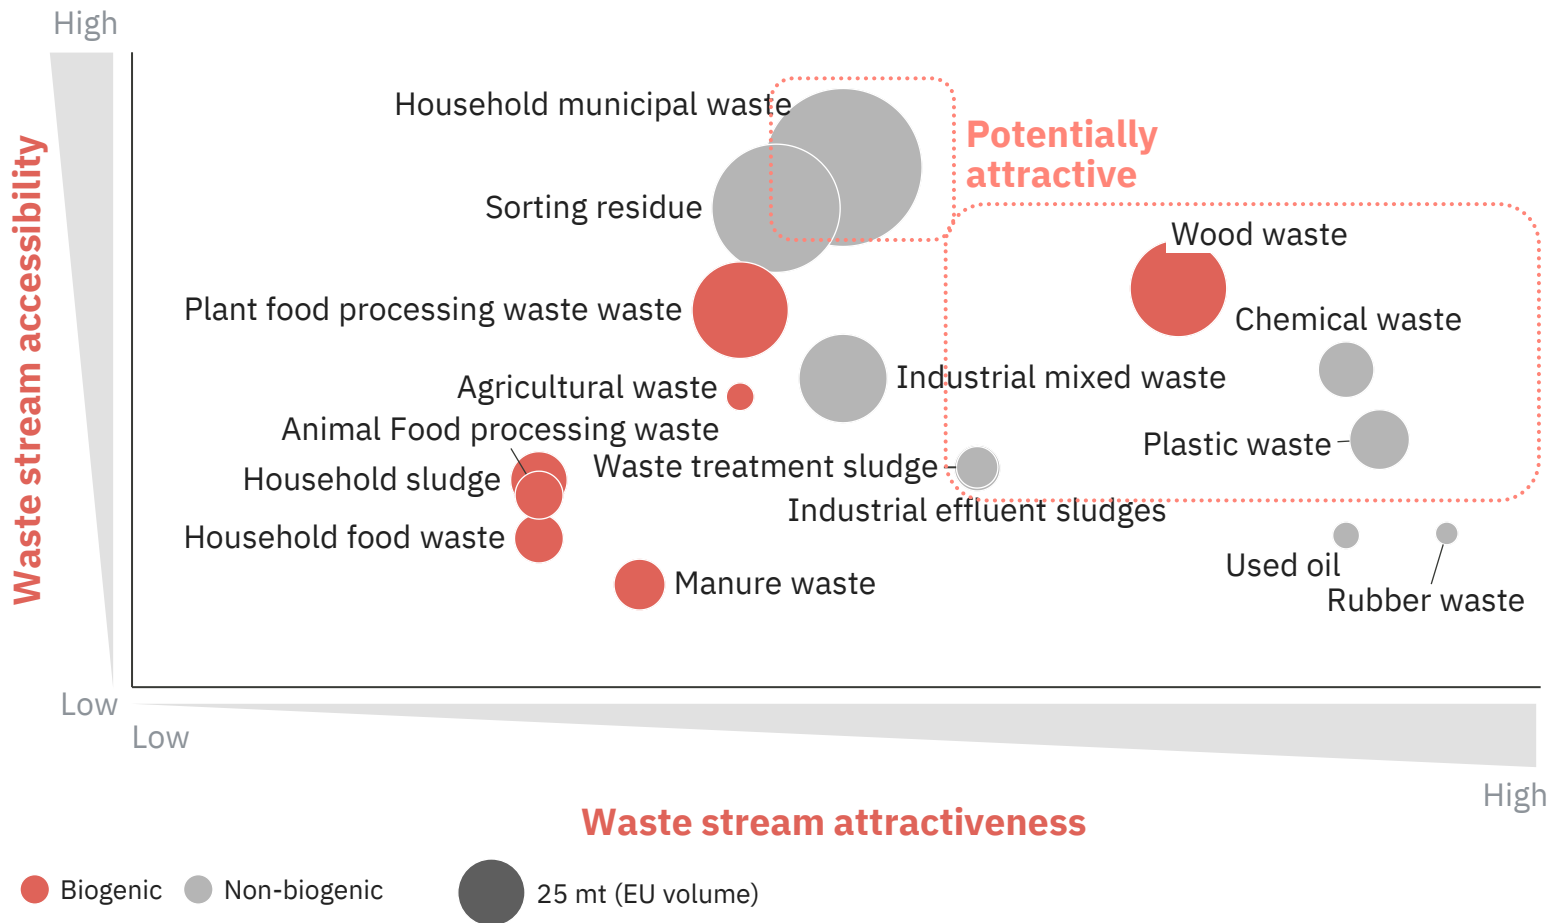 High
Household municipal waste
Potentially
attractive
Sorting residue
Wood waste
Plant food processing waste waste
Chemical waste
Industrial mixed waste
Agricultural waste
Animal Food processing waste
Plastic waste
Waste treatment sludge
Household sludge
Industrial effluent sludges
Household food waste
Used oil
Manure waste
Rubber waste
Waste stream accessibility
Low
Low
High
Waste stream attractiveness
Biogenic
Non-biogenic
25 mt (EU volume)